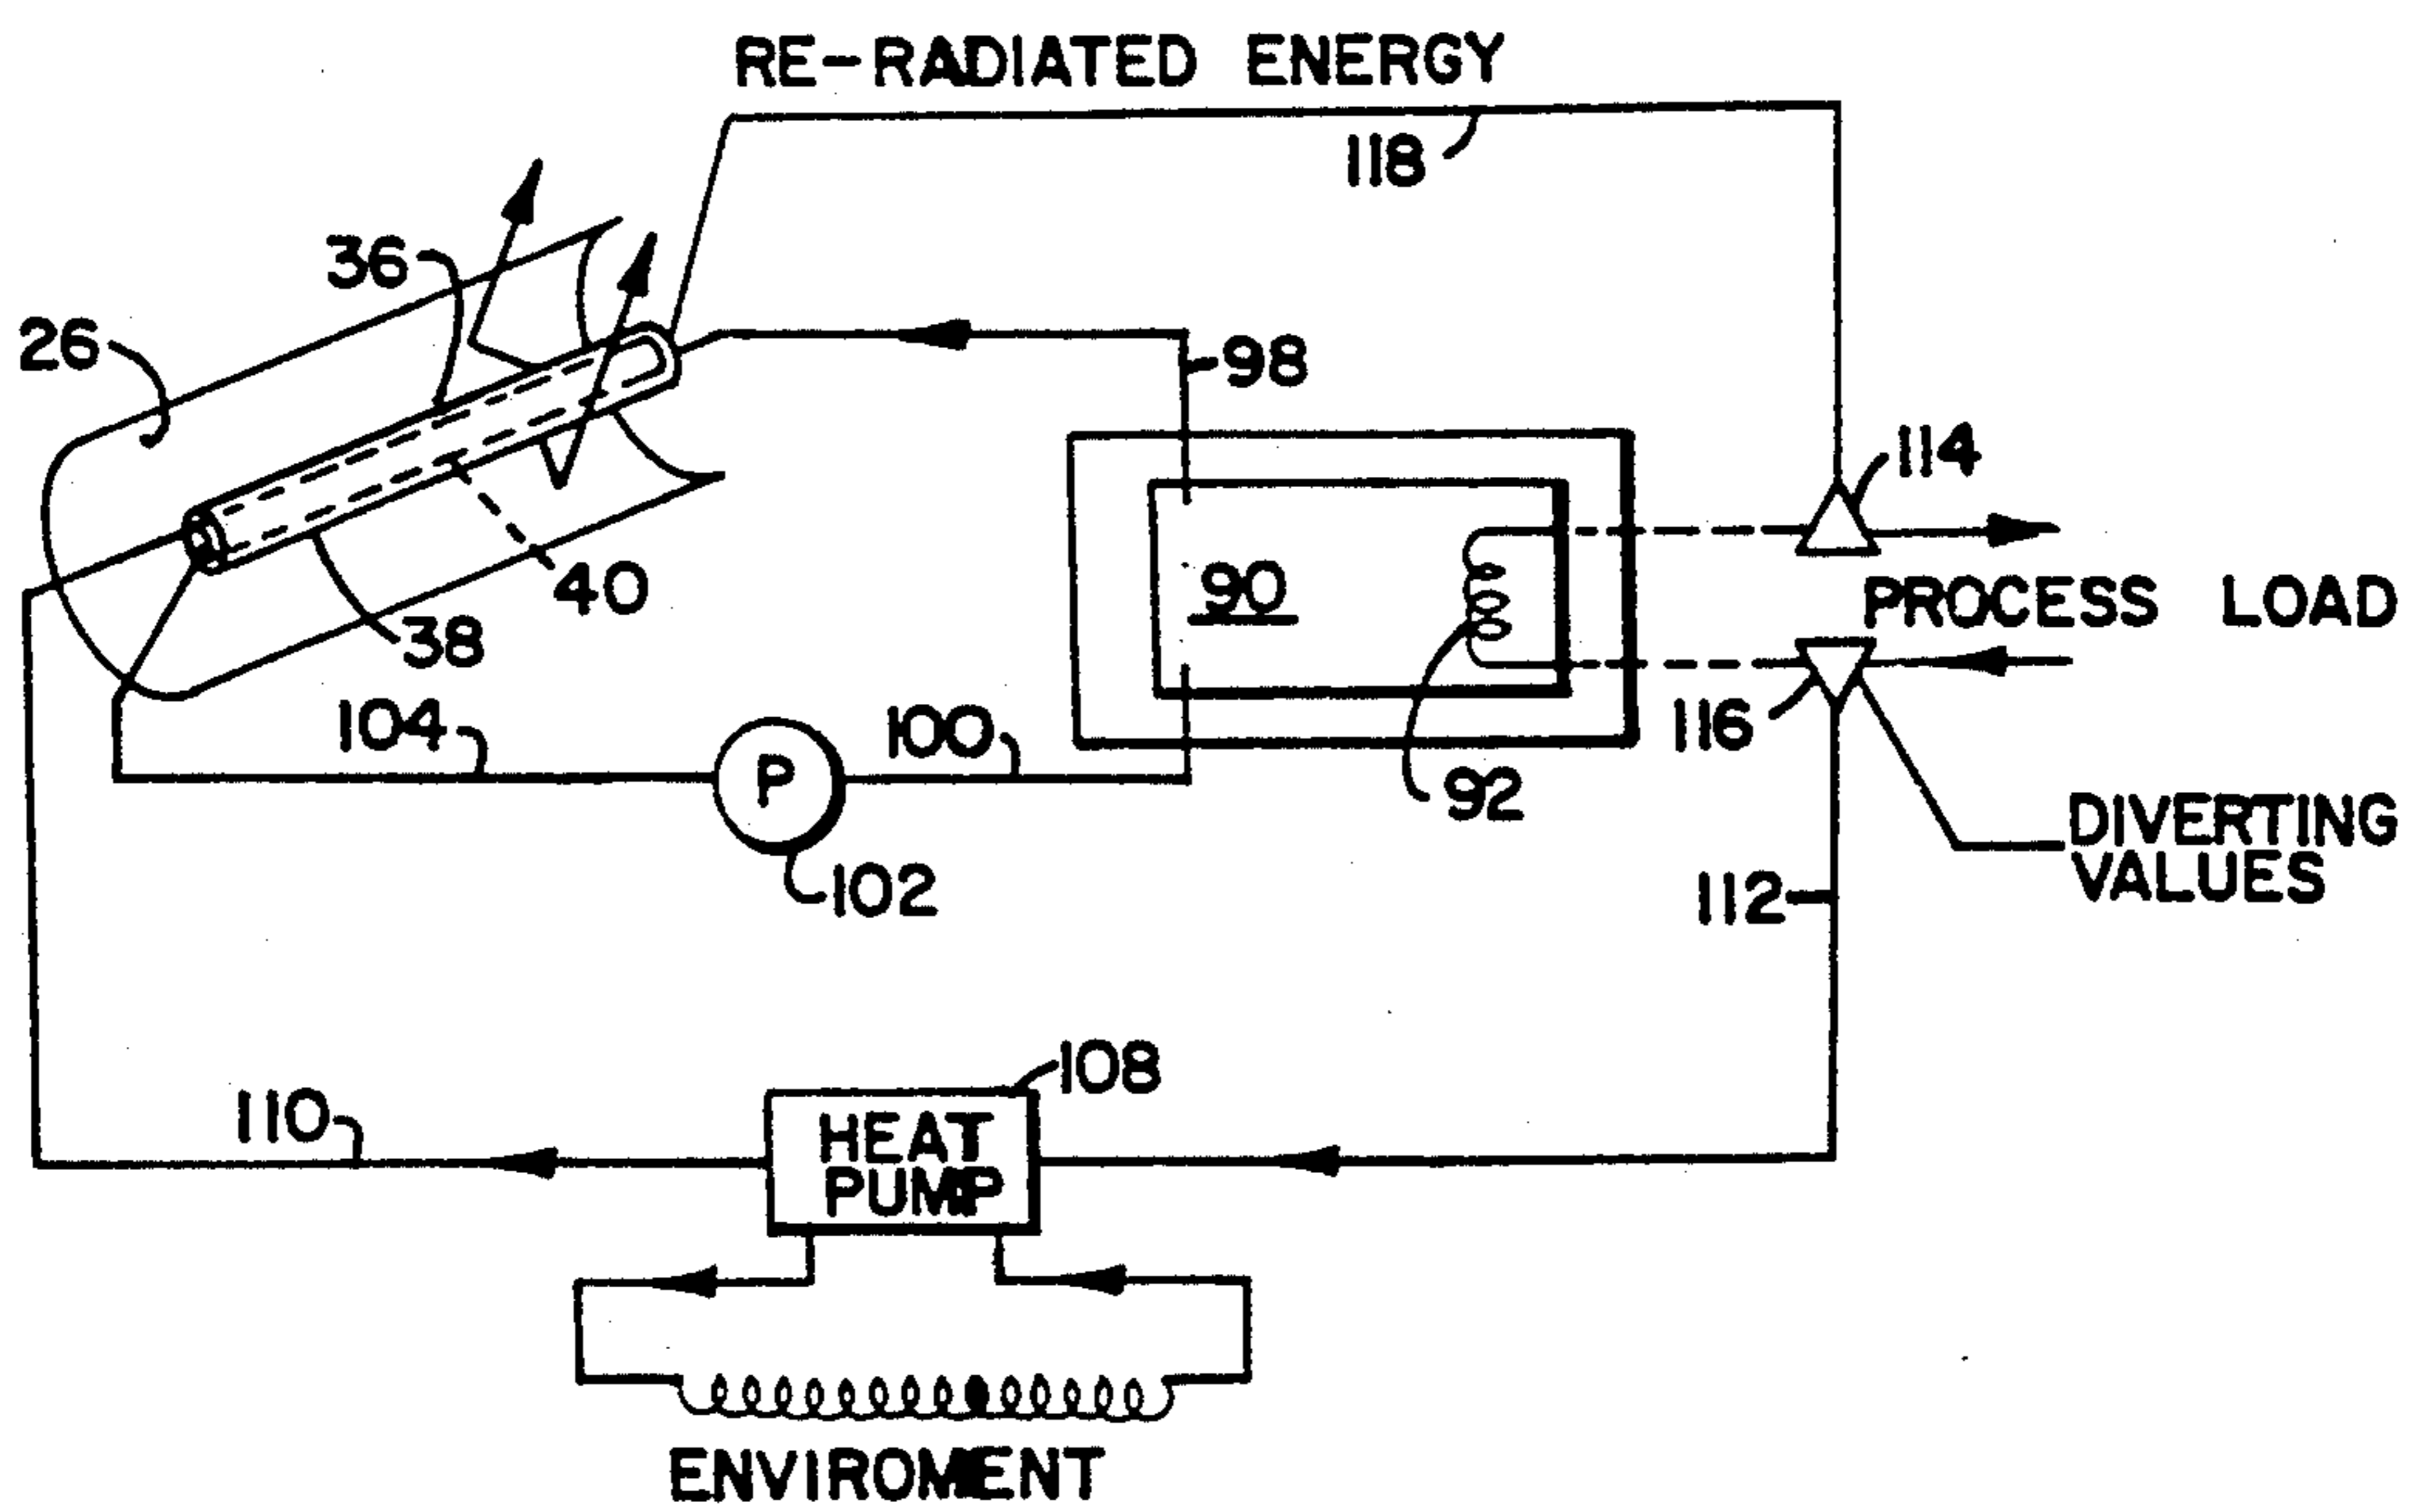 RE-RADIATED ENERGY
118
36
26
98
114
90
40
PROCESS LOAD
38
104
100
116
P
92
DIVERTING
VALUES
102
112
108
110
HEAT
PUMP
ENVIROMENT